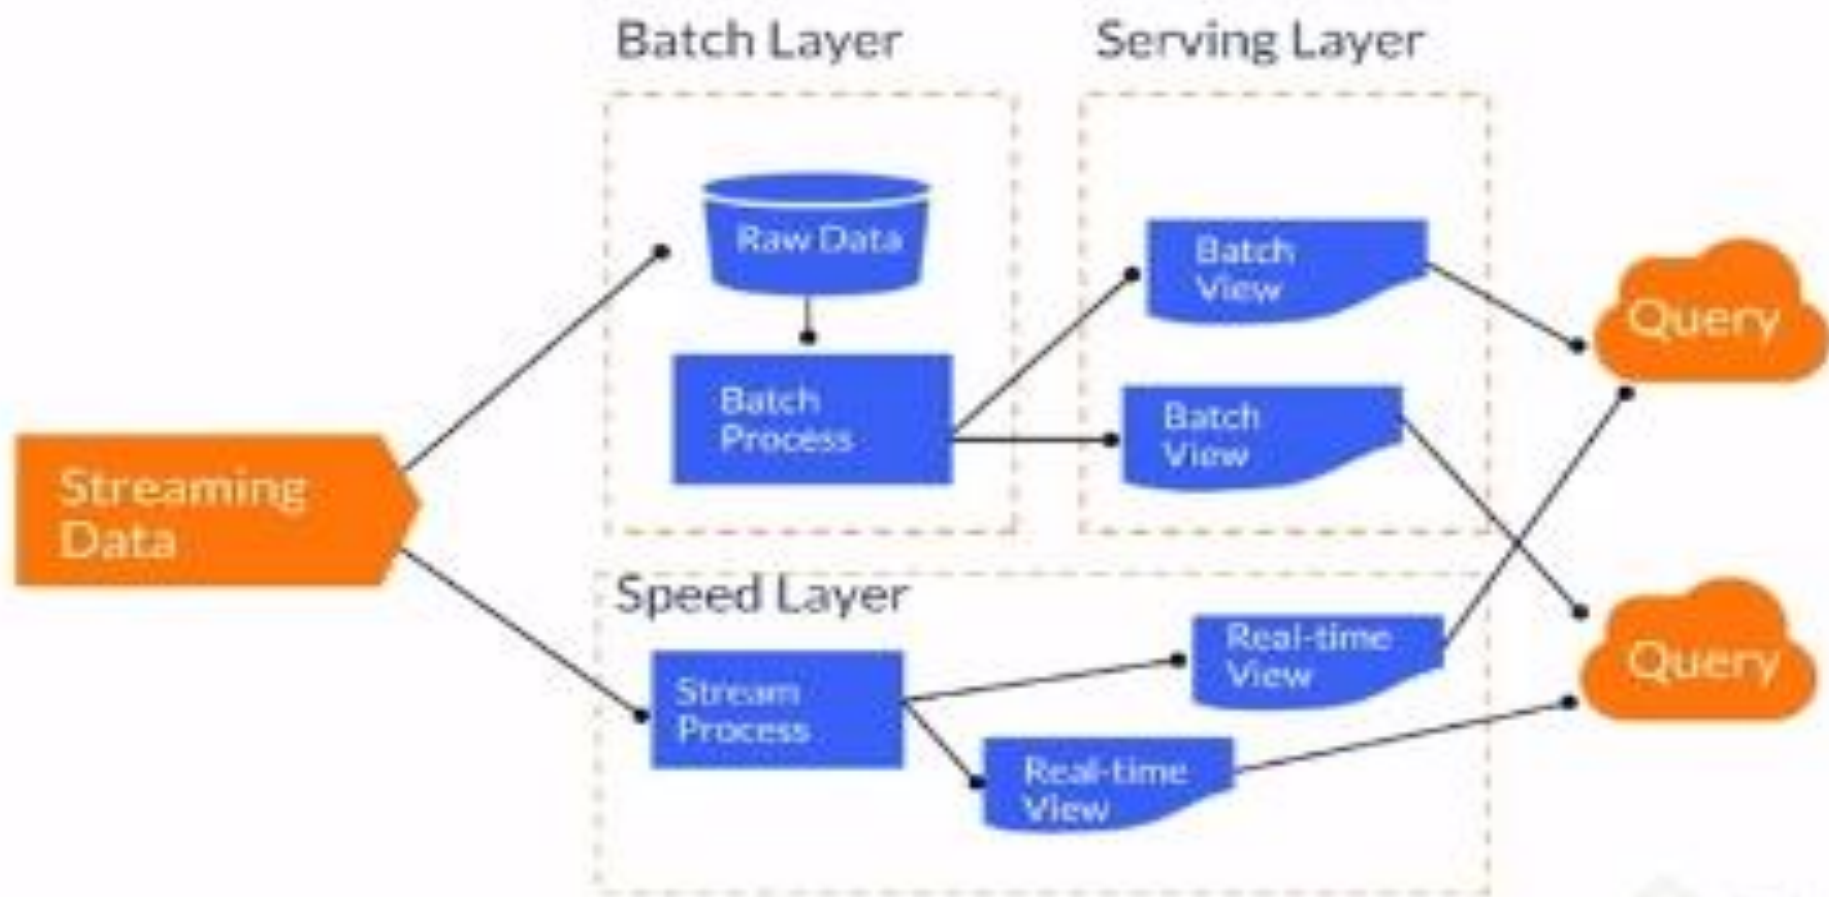 Batch Layer
Serving Layer
Raw Data
Batch
Process
Batch
View
Batch
View
Query
Streaming
Data
Speed Layer
Stream
Process
Real-time
View
Real-time
View
Query